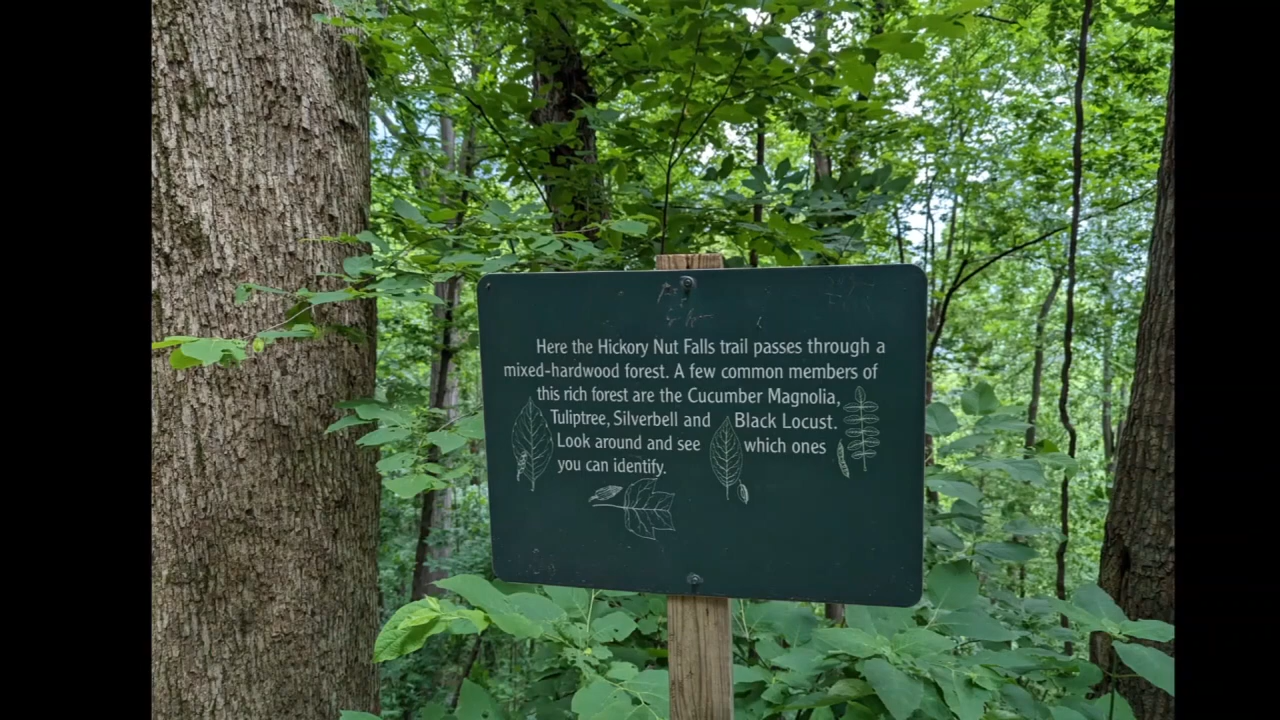 Here the Hickory Nut Falls trail passes through a
mixed-hardwood forest. A few common members of
this rich forest are the Cucumber Magnolia,
Tuliptree, Silverbell and Black Locust.
Look around and see which ones
you can identify.